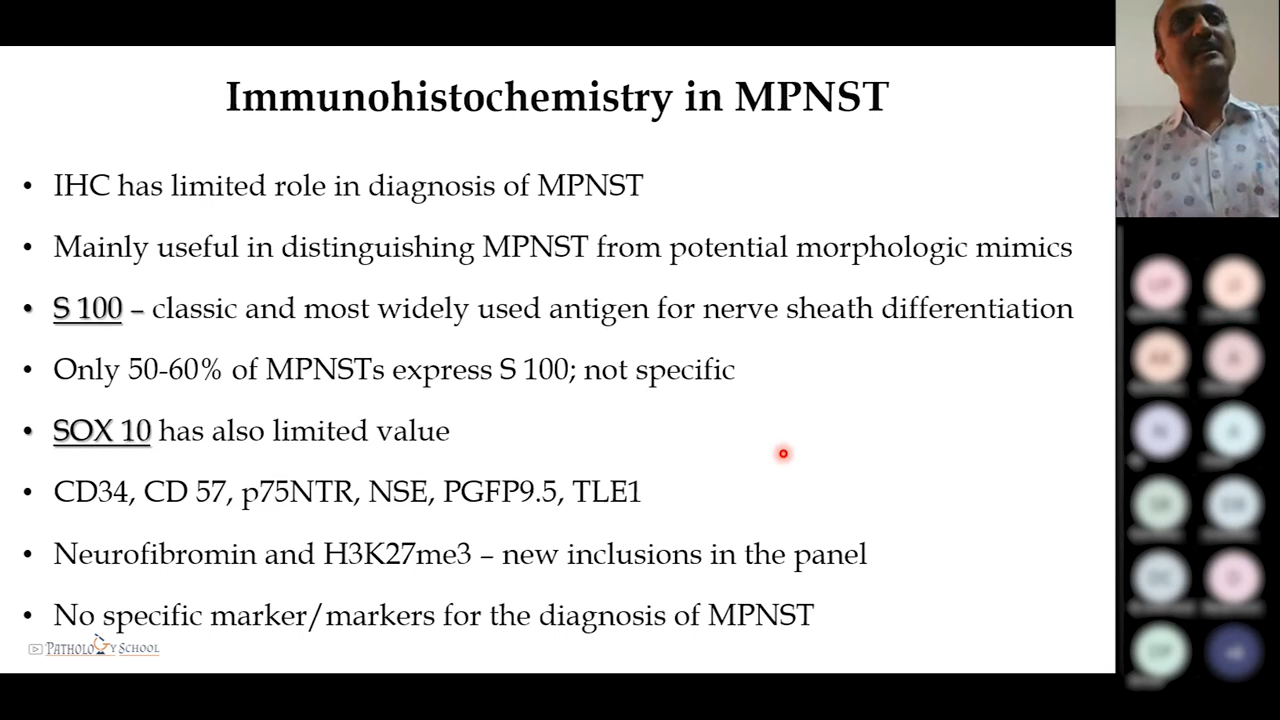 Immunohistochemistry in MPNST
• IHC has limited role in diagnosis of MPNST
• Mainly useful in distinguishing MPNST from potential morphologic mimics
• S 100 – classic and most widely used antigen for nerve sheath differentiation
• Only 50-60% of MPNSTs express S 100; not specific
• SOX 10 has also limited value
• CD34, CD 57, p75NTR, NSE, PGFP9.5, TLE1
• Neurofibromin and H3K27me3 – new inclusions in the panel
• No specific marker/markers for the diagnosis of MPNST
PATHOLOGY SCHOOL